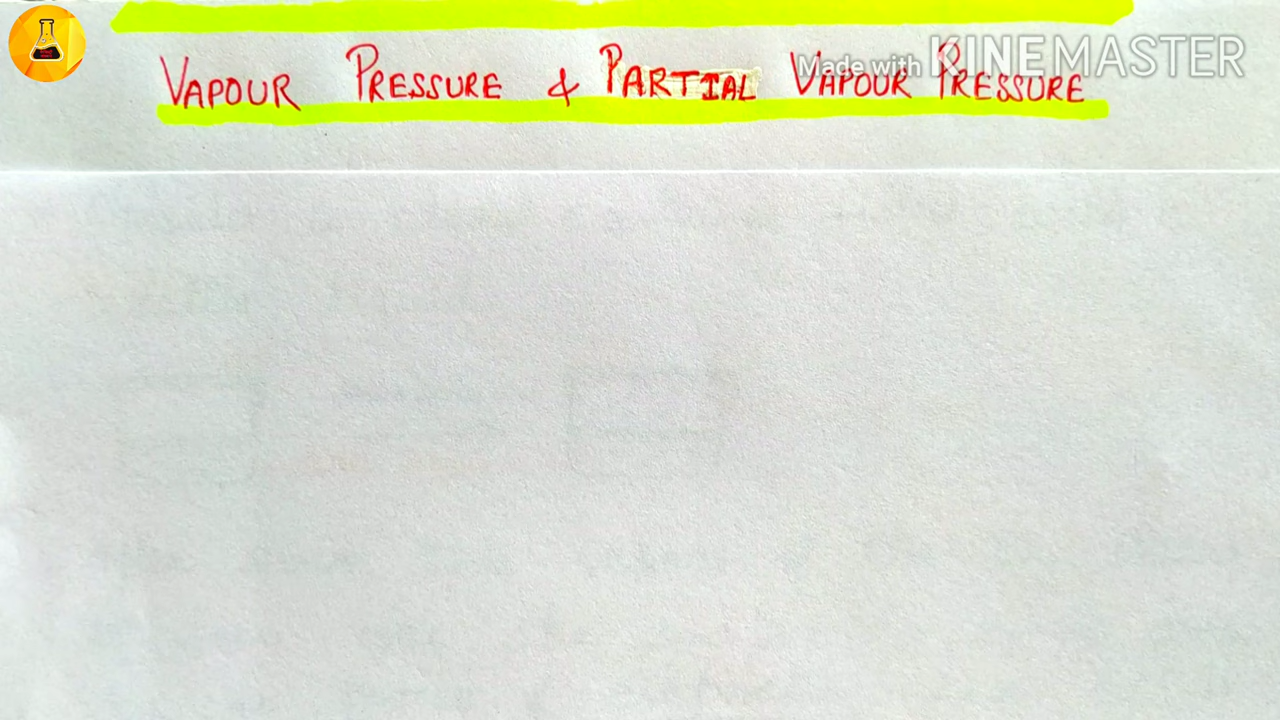 VAPOUR PRESSURE & PARTIAL VAPOUR PRESSURE
Made with KINEMASTER